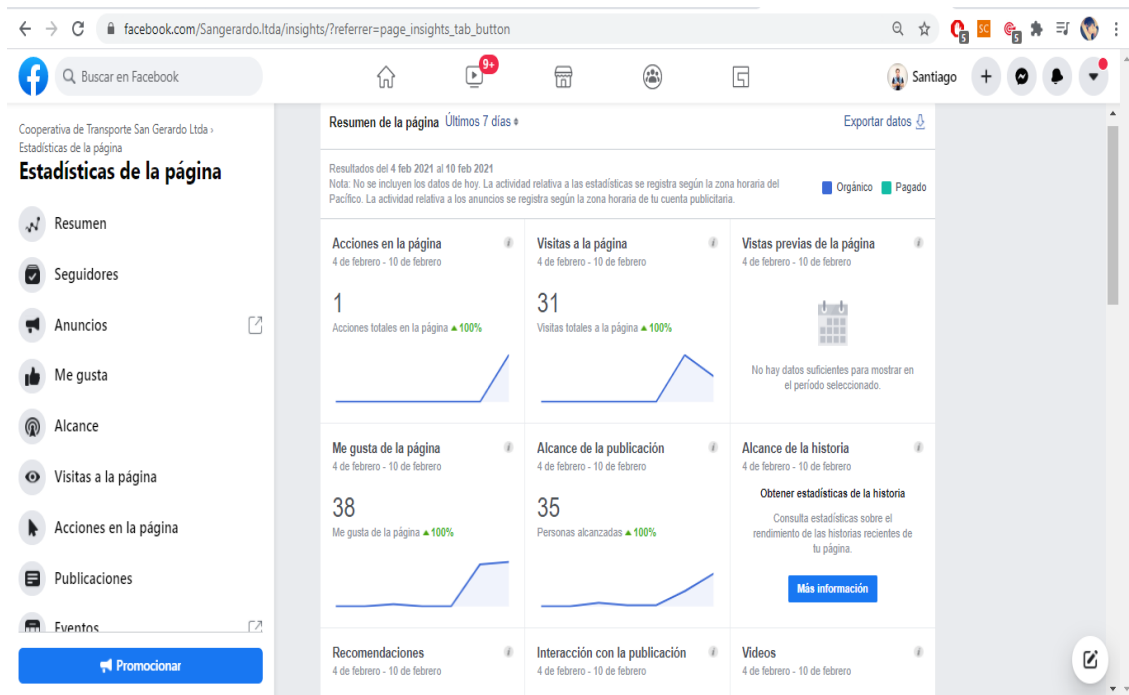 facebook.com/Sangerardo.ltda/insights/?referrer=page_insights_tab_button
SC
5
5
Buscar en Facebook
9+
Santiago
Cooperativa de Transporte San Gerardo Ltda ›
Estadísticas de la página
Estadísticas de la página
Resumen
Seguidores
Anuncios
Me gusta
Alcance
Visitas a la página
Acciones en la página
Publicaciones
Eventos
Promocionar
Resumen de la página Últimos 7 días
Exportar datos
Resultados del 4 feb 2021 al 10 feb 2021
Nota: No se incluyen los datos de hoy. La actividad relativa a las estadísticas se registra según la zona horaria del
Pacífico. La actividad relativa a los anuncios se registra según la zona horaria de tu cuenta publicitaria.
Orgánico Pagado
Acciones en la página
4 de febrero - 10 de febrero
1
Acciones totales en la página ▲ 100%
Visitas a la página
4 de febrero - 10 de febrero
31
Visitas totales a la página ▲ 100%
Vistas previas de la página
4 de febrero - 10 de febrero
No hay datos suficientes para mostrar en
el período seleccionado.
Me gusta de la página
4 de febrero - 10 de febrero
38
Me gusta de la página ▲ 100%
Alcance de la publicación
4 de febrero - 10 de febrero
35
Personas alcanzadas ▲ 100%
Alcance de la historia
4 de febrero - 10 de febrero
Obtener estadísticas de la historia
Consulta estadísticas sobre el
rendimiento de las historias recientes de
tu página.
Más información
Recomendaciones
4 de febrero - 10 de febrero
Interacción con la publicación
4 de febrero - 10 de febrero
Videos
4 de febrero - 10 de febrero